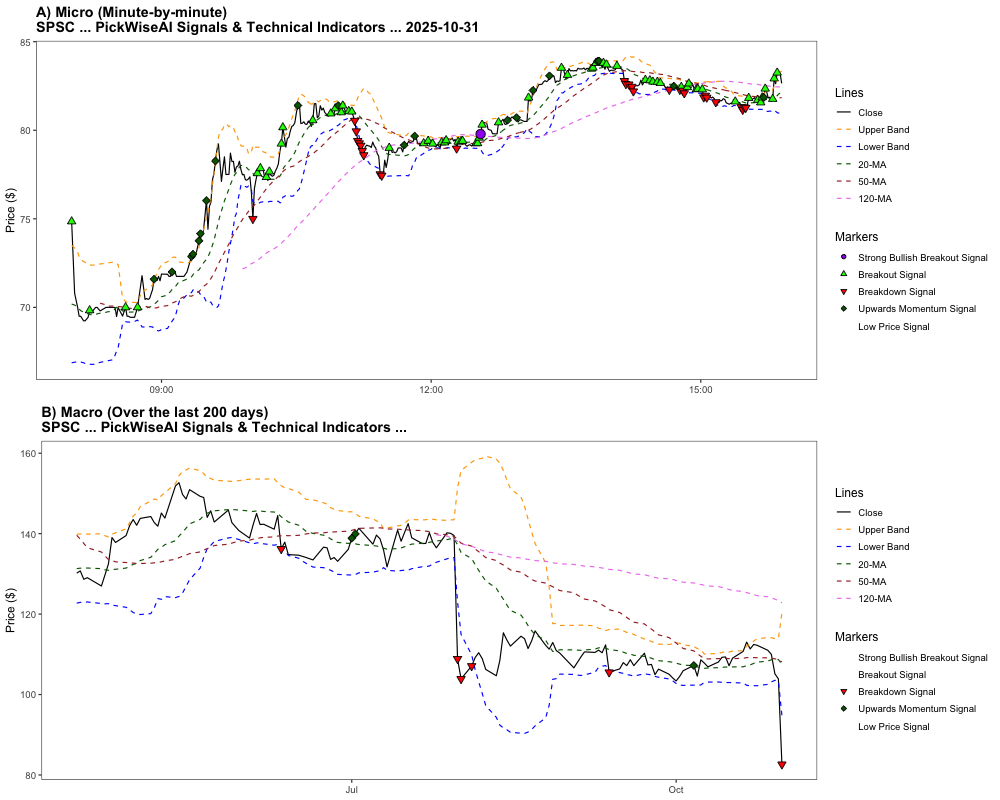 A) Micro (Minute-by-minute)
SPSC ... PickWiseAI Signals & Technical Indicators ... 2025-10-31
85
80
75
70
Price ($)
09:00
12:00
15:00
Lines
Close
Upper Band
Lower Band
20-MA
50-MA
120-MA
Markers
Strong Bullish Breakout Signal
Breakout Signal
Breakdown Signal
Upwards Momentum Signal
Low Price Signal
B) Macro (Over the last 200 days)
SPSC ... PickWiseAI Signals & Technical Indicators ...
160
140
120
100
80
Price ($)
Jul
Oct
Lines
Close
Upper Band
Lower Band
20-MA
50-MA
120-MA
Markers
Strong Bullish Breakout Signal
Breakout Signal
Breakdown Signal
Upwards Momentum Signal
Low Price Signal